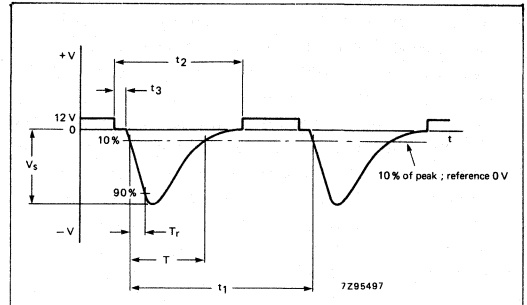 +V
t2
t3
12 V
0
t
10%
Vs
10% of peak ; reference 0 V
90%
− V
Tr
T
t1
7Z95497